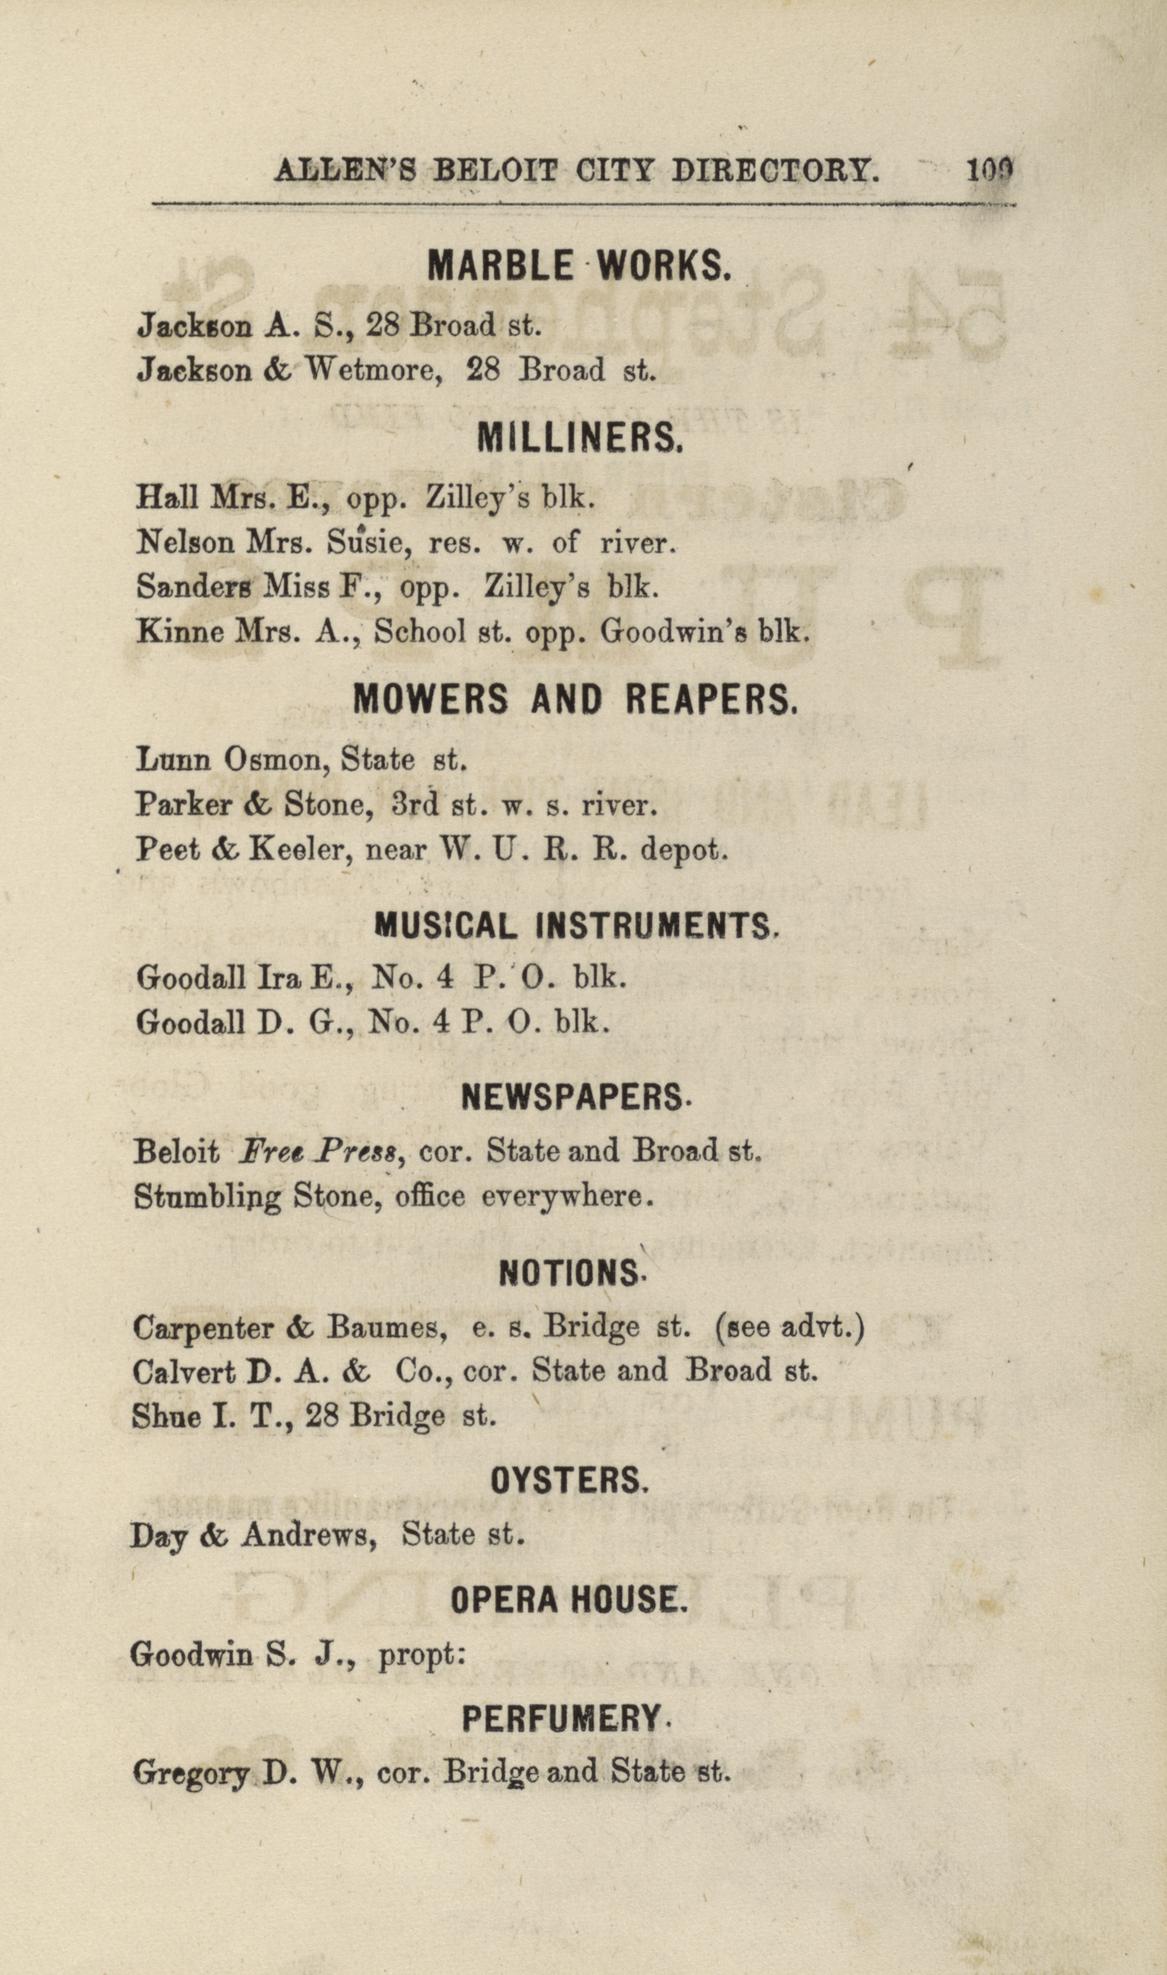 ALLEN'S BELOIT CITY DIRECTORY. 109
MARBLE WORKS.
Jackson A. S., 28 Broad st.
Jackson & Wetmore, 28 Broad st.
MILLINERS.
Hall Mrs. E., opp. Zilley's blk.
Nelson Mrs. Susie, res. w. of river.
Sanders Miss F., opp. Zilley's blk.
Kinne Mrs. A., School st. opp. Goodwin's blk.
MOWERS AND REAPERS.
Lunn Osmon, State st.
Parker & Stone, 3rd st. w. s. river.
Peet & Keeler, near W. U. R. R. depot.
MUSICAL INSTRUMENTS.
Goodall Ira E., No. 4 P. O. blk.
Goodall D. G., No. 4 P. O. blk.
NEWSPAPERS.
Beloit Free Press, cor. State and Broad st.
Stumbling Stone, office everywhere.
NOTIONS.
Carpenter & Baumes, e. s. Bridge st. (see advt.)
Calvert D. A. & Co., cor. State and Broad st.
Shue I. T., 28 Bridge st.
OYSTERS.
Day & Andrews, State st.
OPERA HOUSE.
Goodwin S. J., propt:
PERFUMERY.
Gregory D. W., cor. Bridge and State st.